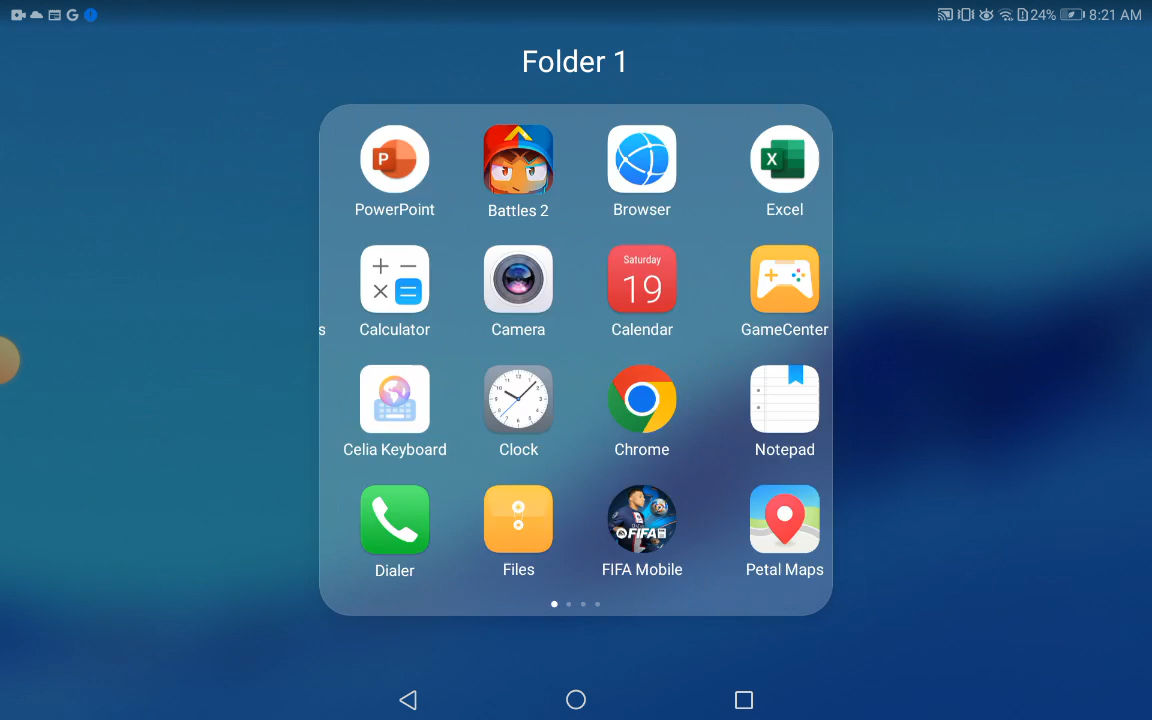 24% 8:21 AM
Folder 1
PowerPoint Battles 2 Browser Excel
Saturday
19
s Calculator Camera Calendar GameCenter
Celia Keyboard Clock Chrome Notepad
FIFA
Dialer Files FIFA Mobile Petal Maps